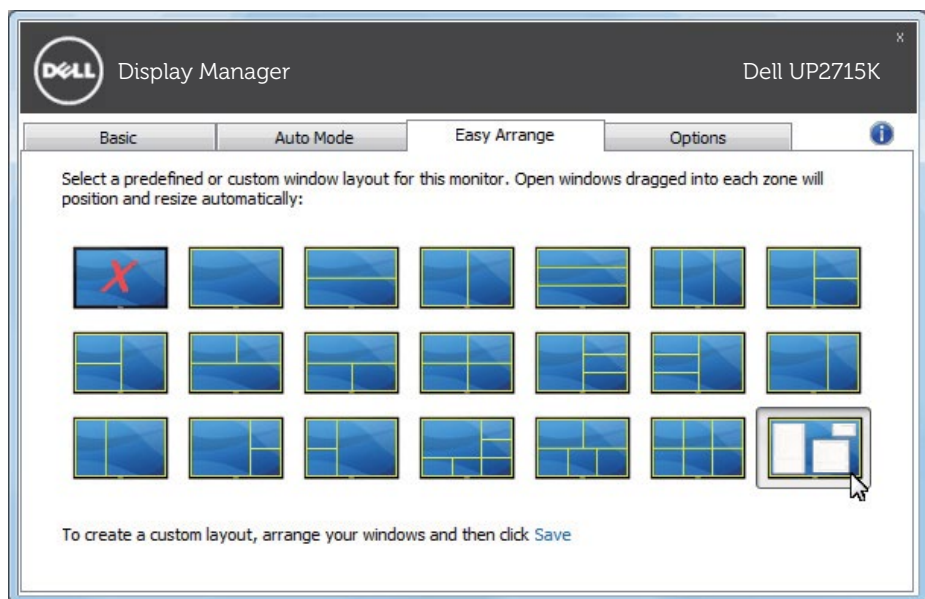 x
DELL Display Manager Dell UP2715K
Basic Auto Mode Easy Arrange Options i
Select a predefined or custom window layout for this monitor. Open windows dragged into each zone will
position and resize automatically:
X
To create a custom layout, arrange your windows and then click Save